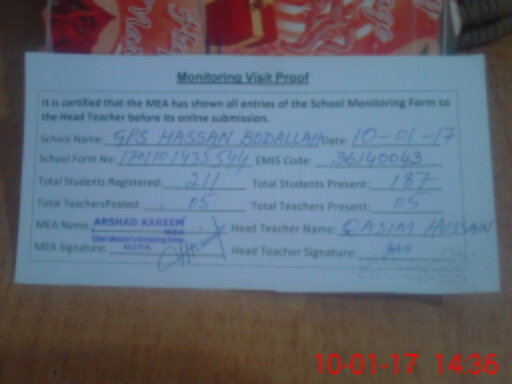 Monitoring Visit Proof
It is certified that the MEA has shown all entries of the School Monitoring Form to
the Head Teacher before its online submission.
School Name: GPS HASSAN BODALLAH Date: 10-01-17
School Form No: EMIS Code: 36140043
Total Students Registered: 211 Total Students Present: 187
Total Teachers Posted: 05 Total Teachers Present: 05
MEA Name: ARSHAD KAREEM Head Teacher Name: QASIM HUSSAIN
MEA Signature: Head Teacher Signature:
10-01-17 14:36